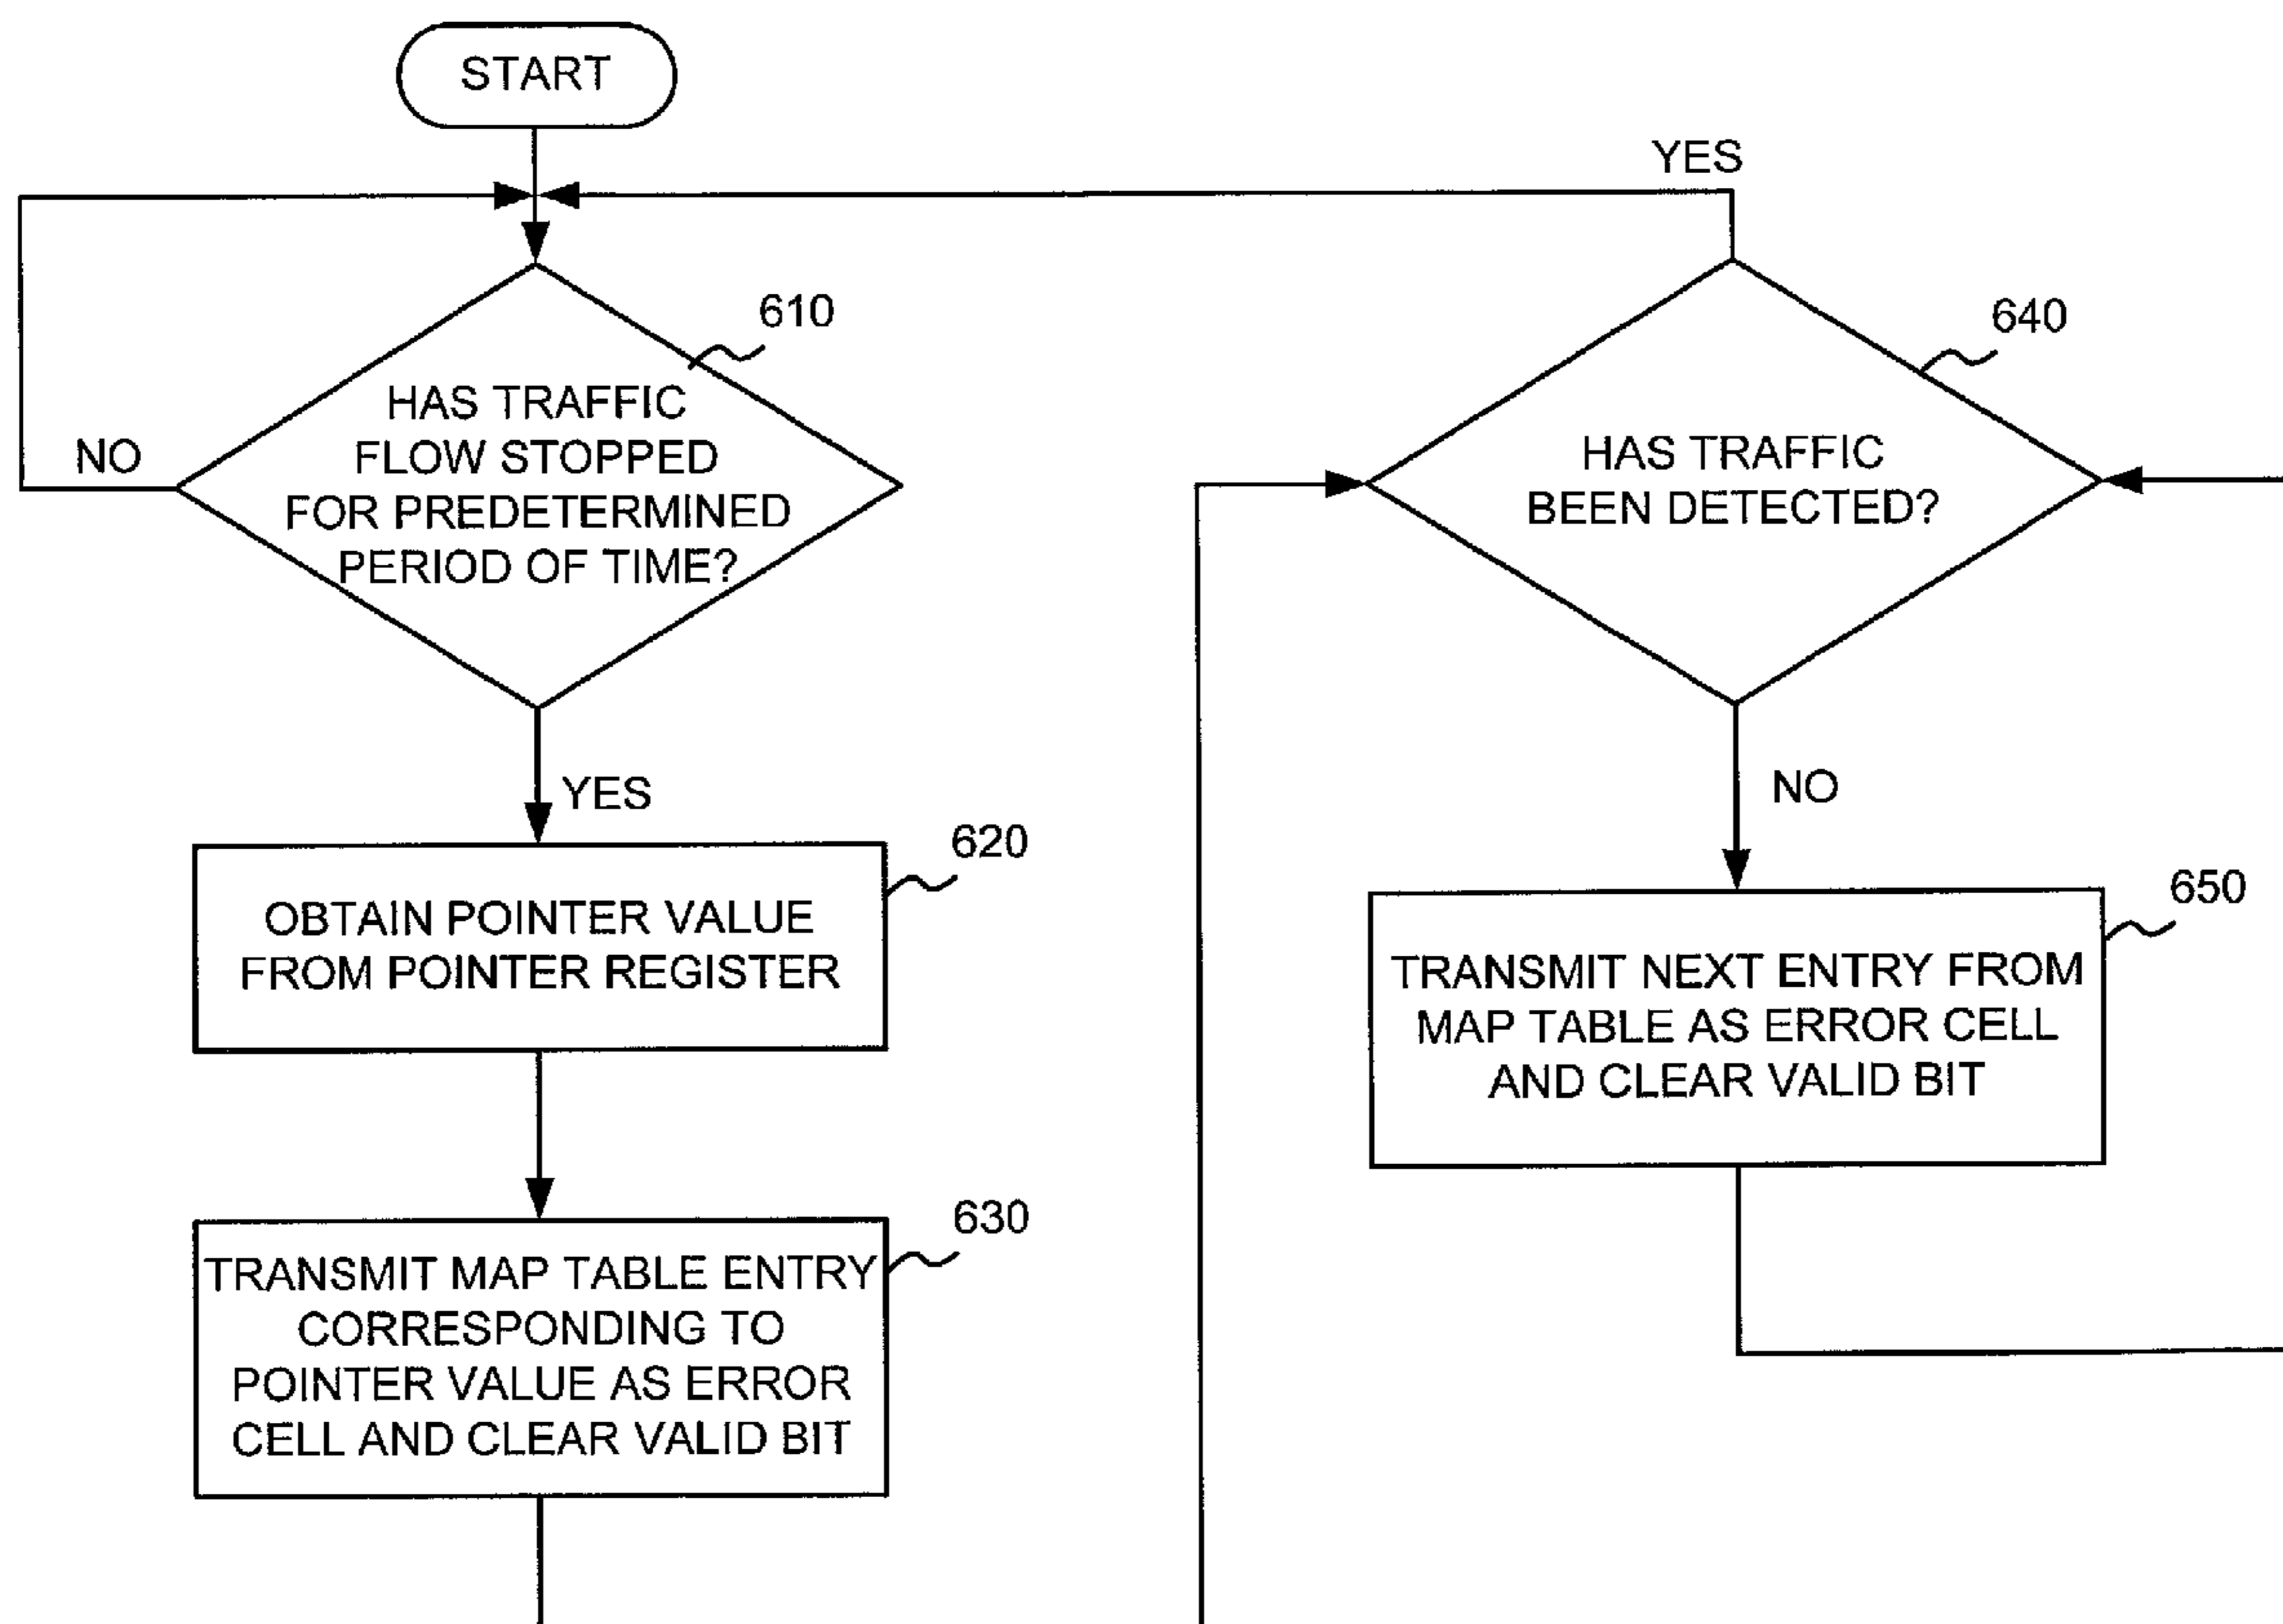 START
YES
610
HAS TRAFFIC
FLOW STOPPED
FOR PREDETERMINED
PERIOD OF TIME?
NO
YES
620
OBTAIN POINTER VALUE
FROM POINTER REGISTER
630
TRANSMIT MAP TABLE ENTRY
CORRESPONDING TO
POINTER VALUE AS ERROR
CELL AND CLEAR VALID BIT
640
HAS TRAFFIC
BEEN DETECTED?
NO
650
TRANSMIT NEXT ENTRY FROM
MAP TABLE AS ERROR CELL
AND CLEAR VALID BIT